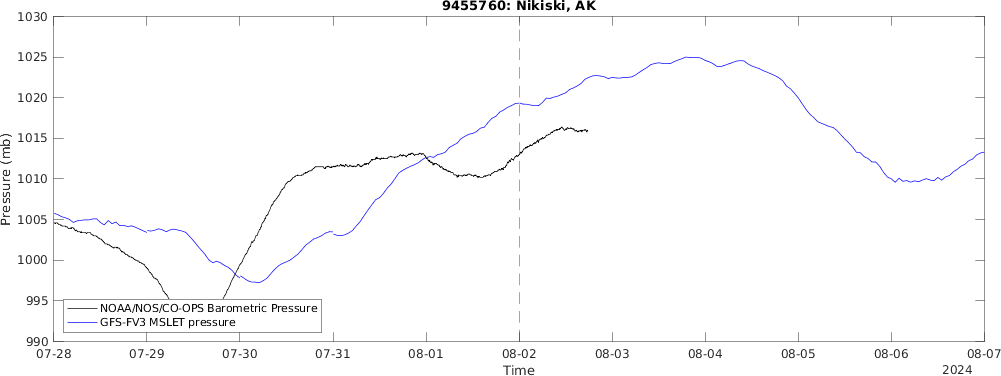 9455760: Nikiski, AK
1030
1025
1020
1015
1010
1005
1000
995
990
Pressure (mb)
NOAA/NOS/CO-OPS Barometric Pressure
GFS-FV3 MSLET pressure
07-28 07-29 07-30 07-31 08-01 08-02 08-03 08-04 08-05 08-06 08-07
Time
2024